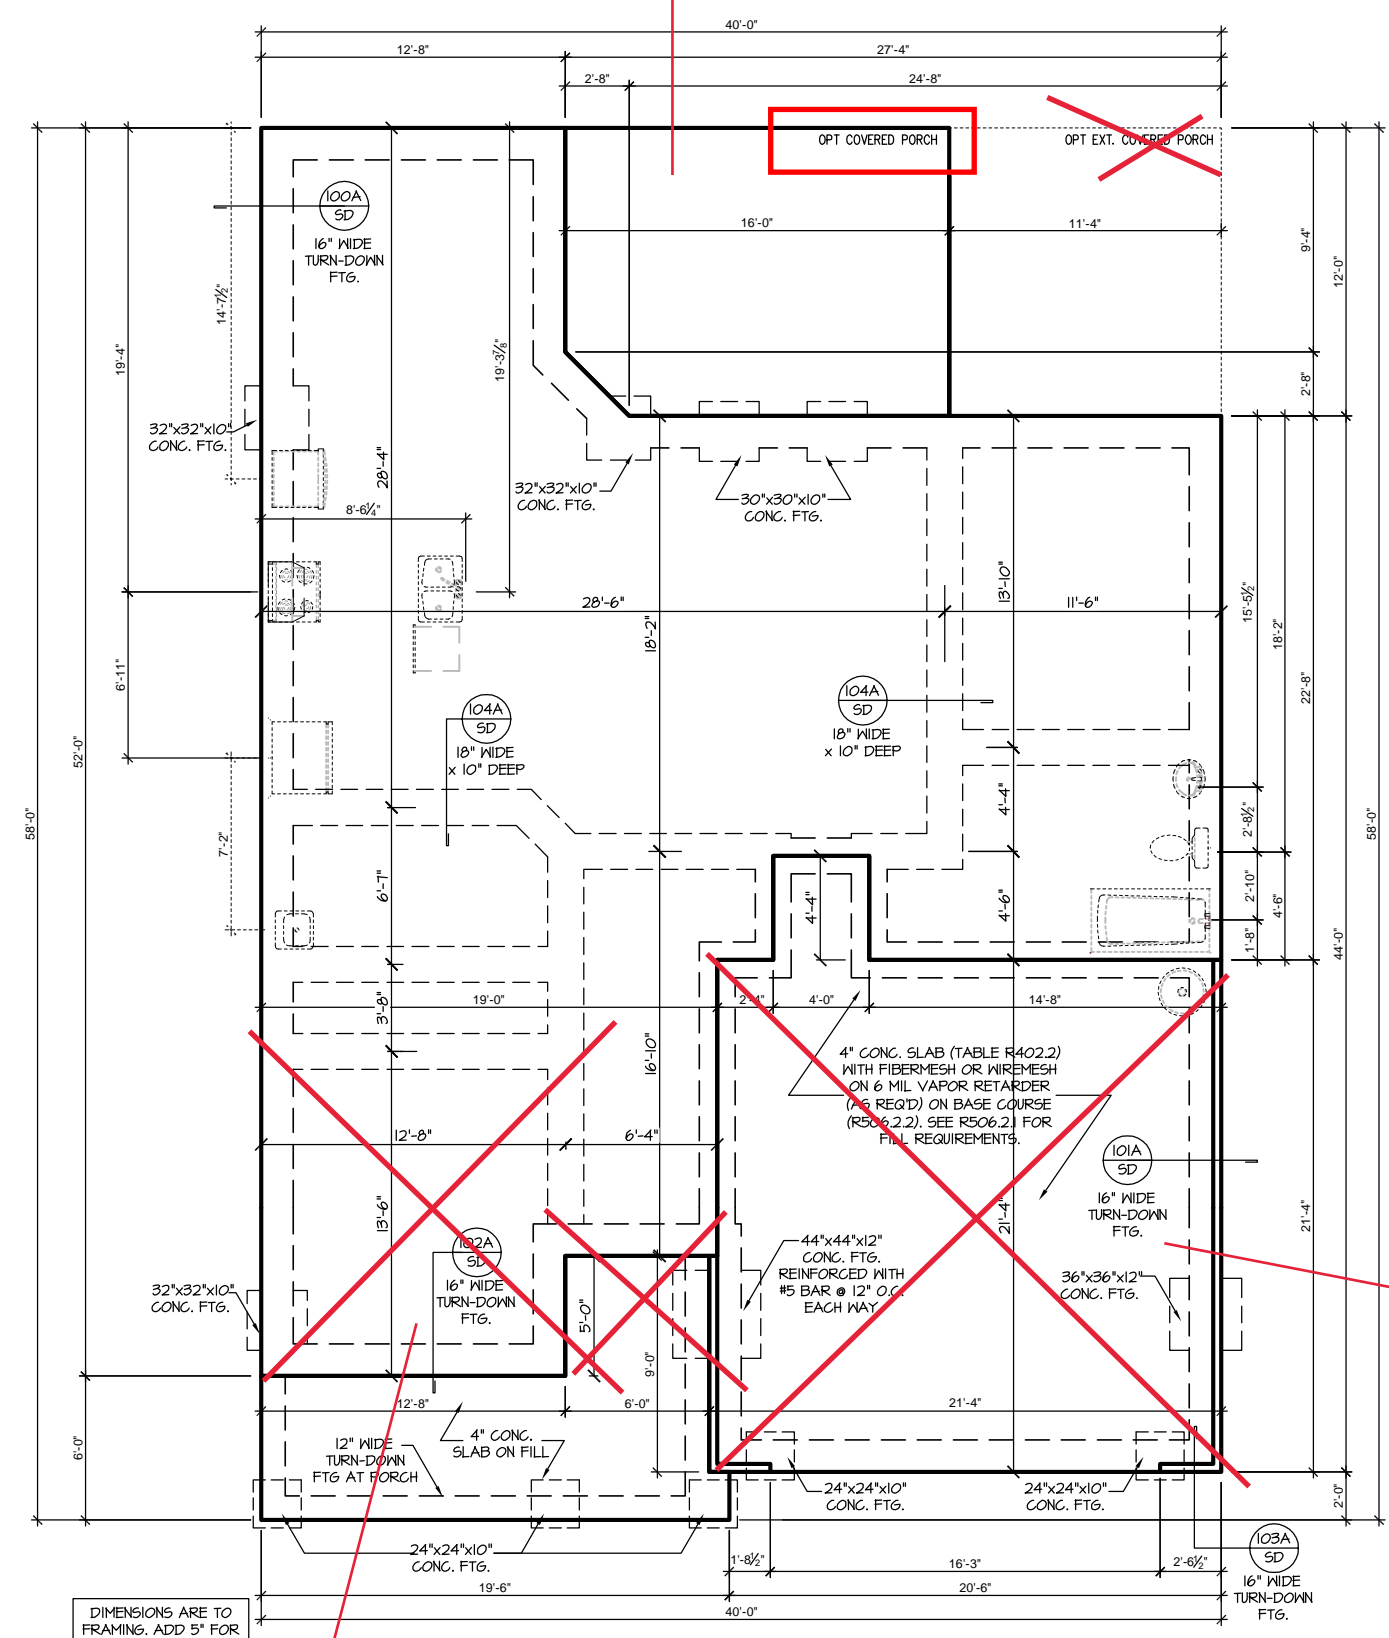 40'-0"
12'-8"
27'-4"
2'-8"
24'-8"
OPT COVERED PORCH
OPT EXT. COVERED PORCH
100A
SD
16" WIDE
TURN-DOWN
FTG.
16'-0"
11'-4"
9'-4"
12'-0"
14'-7½"
19'-4"
19'-3⅞"
2'-8"
32"x32"x10"
CONC. FTG.
28'-4"
32"x32"x10"
CONC. FTG.
30"x30"x10"
CONC. FTG.
8'-6¼"
13'-10"
15'-5½"
28'-6"
11'-6"
18'-2"
18'-2"
6'-11"
22'-8"
104A
SD
18" WIDE
x 10" DEEP
104A
SD
18" WIDE
x 10" DEEP
52'-0"
58'-0"
58'-0"
4'-4"
2'-8½"
7'-2"
6'-7"
4'-4"
4'-6"
2'-10"
4'-6"
1'-8"
44'-0"
19'-0"
2'-4"
4'-0"
14'-8"
3'-8"
16'-10"
4" CONC. SLAB (TABLE R402.2)
WITH FIBERMESH OR WIREMESH
ON 6 MIL VAPOR RETARDER
(AS REQ'D) ON BASE COURSE
(R506.2.2). SEE R506.2.1 FOR
FILL REQUIREMENTS.
12'-8"
6'-4"
101A
SD
16" WIDE
TURN-DOWN
FTG.
13'-6"
21'-4"
21'-4"
102A
SD
16" WIDE
TURN-DOWN
FTG.
44"x44"x12"
CONC. FTG.
REINFORCED WITH
#5 BAR @ 12" O.C.
EACH WAY
36"x36"x12"
CONC. FTG.
32"x32"x10"
CONC. FTG.
5'-0"
9'-0"
12'-8"
6'-0"
21'-4"
6'-0"
12" WIDE
TURN-DOWN
FTG AT PORCH
4" CONC.
SLAB ON FILL
24"x24"x10"
CONC. FTG.
24"x24"x10"
CONC. FTG.
2'-0"
24"x24"x10"
CONC. FTG.
1'-8½"
16'-3"
2'-6½"
103A
SD
16" WIDE
TURN-DOWN
FTG.
19'-6"
20'-6"
40'-0"
DIMENSIONS ARE TO
FRAMING. ADD 5" FOR